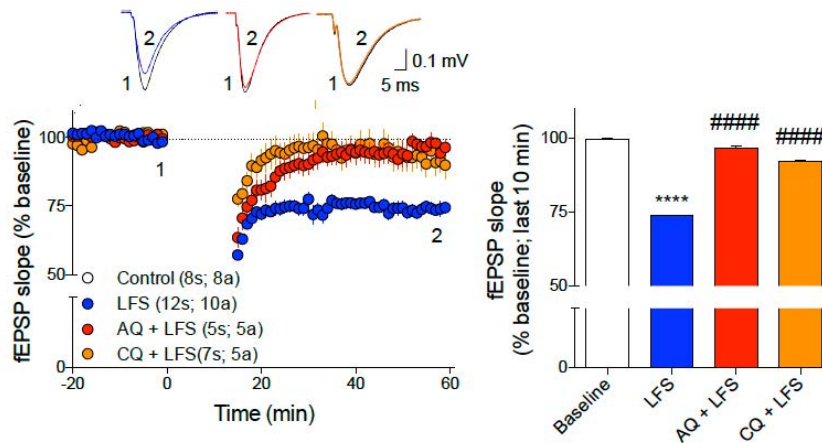 2
2
2
1
1
1
0.1 mV
5 ms
fEPSP slope (% baseline)
100
75
50
0
1
2
Control (8s; 8a)
LFS (12s; 10a)
AQ + LFS (5s; 5a)
CQ + LFS(7s; 5a)
-20
0
20
40
60
Time (min)
fEPSP slope
(% baseline; last 10 min)
100
75
50
0
****
####
####
Baseline
LFS
AQ + LFS
CQ + LFS